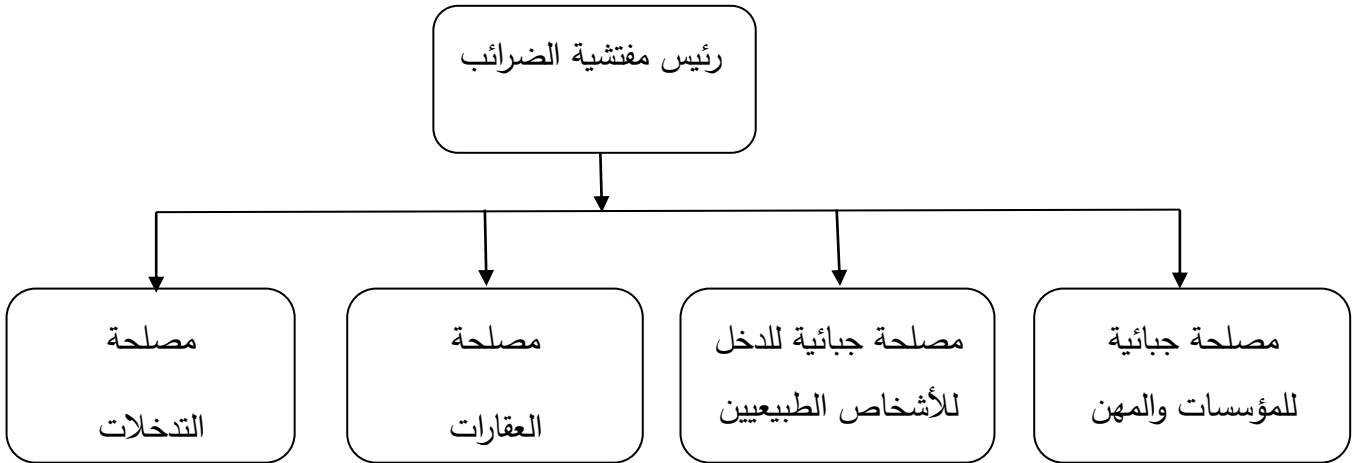 رئيس مفتشية الضرائب
مصلحة جبائية
للمؤسسات والمهن
مصلحة جبائية للدخل
للأشخاص الطبيعيين
مصلحة
العقارات
مصلحة
التدخلات